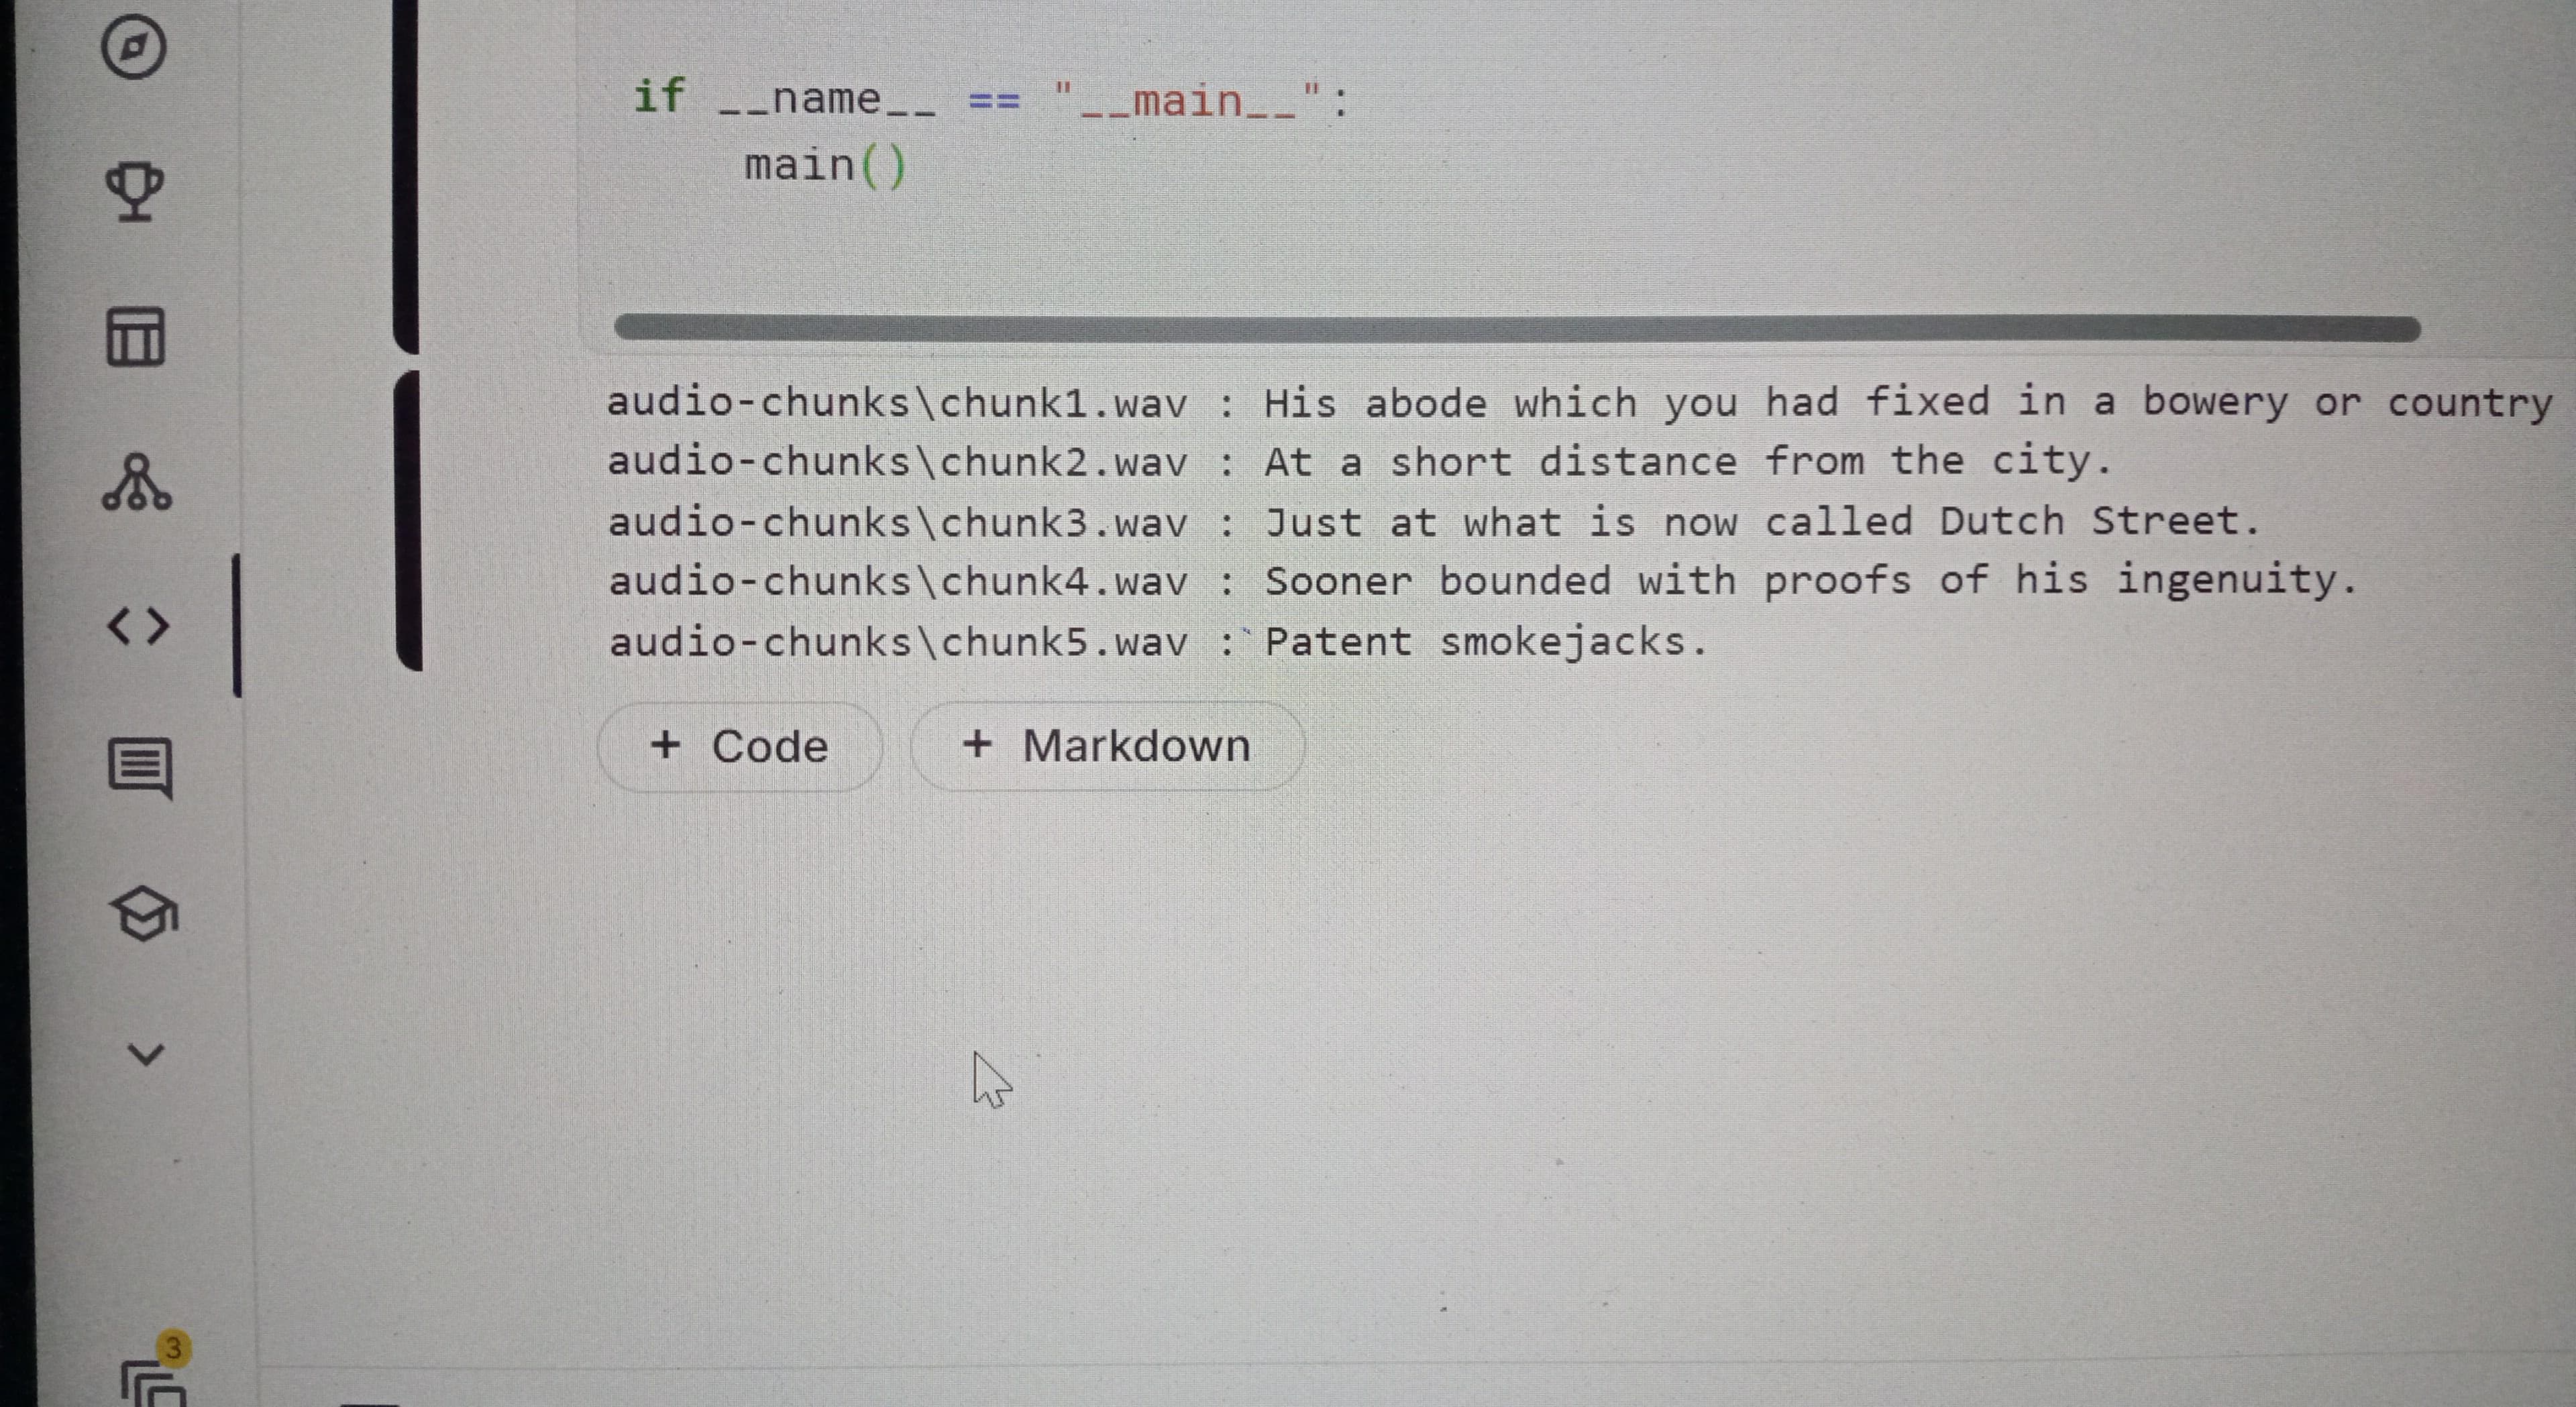 if __name__ == "__main__":
    main()
audio-chunks\chunk1.wav : His abode which you had fixed in a bowery or country
audio-chunks\chunk2.wav : At a short distance from the city.
audio-chunks\chunk3.wav : Just at what is now called Dutch Street.
audio-chunks\chunk4.wav : Sooner bounded with proofs of his ingenuity.
audio-chunks\chunk5.wav : Patent smokejacks.
+ Code + Markdown
3